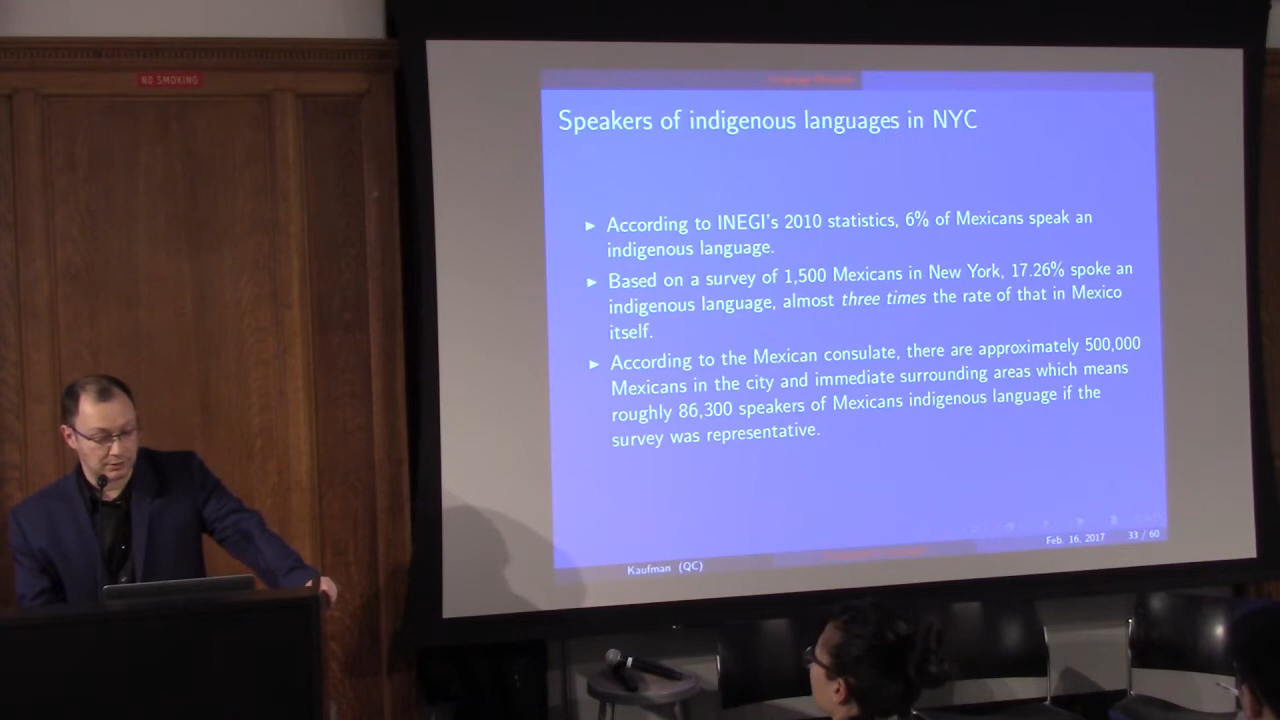 NO SMOKING
Speakers of indigenous languages in NYC
► According to INEGI's 2010 statistics, 6% of Mexicans speak an
indigenous language.
► Based on a survey of 1,500 Mexicans in New York, 17.26% spoke an
indigenous language, almost three times the rate of that in Mexico
itself.
► According to the Mexican consulate, there are approximately 500,000
Mexicans in the city and immediate surrounding areas which means
roughly 86,300 speakers of Mexicans indigenous language if the
survey was representative.
Kaufman (QC)
Feb. 16, 2017
33 / 60